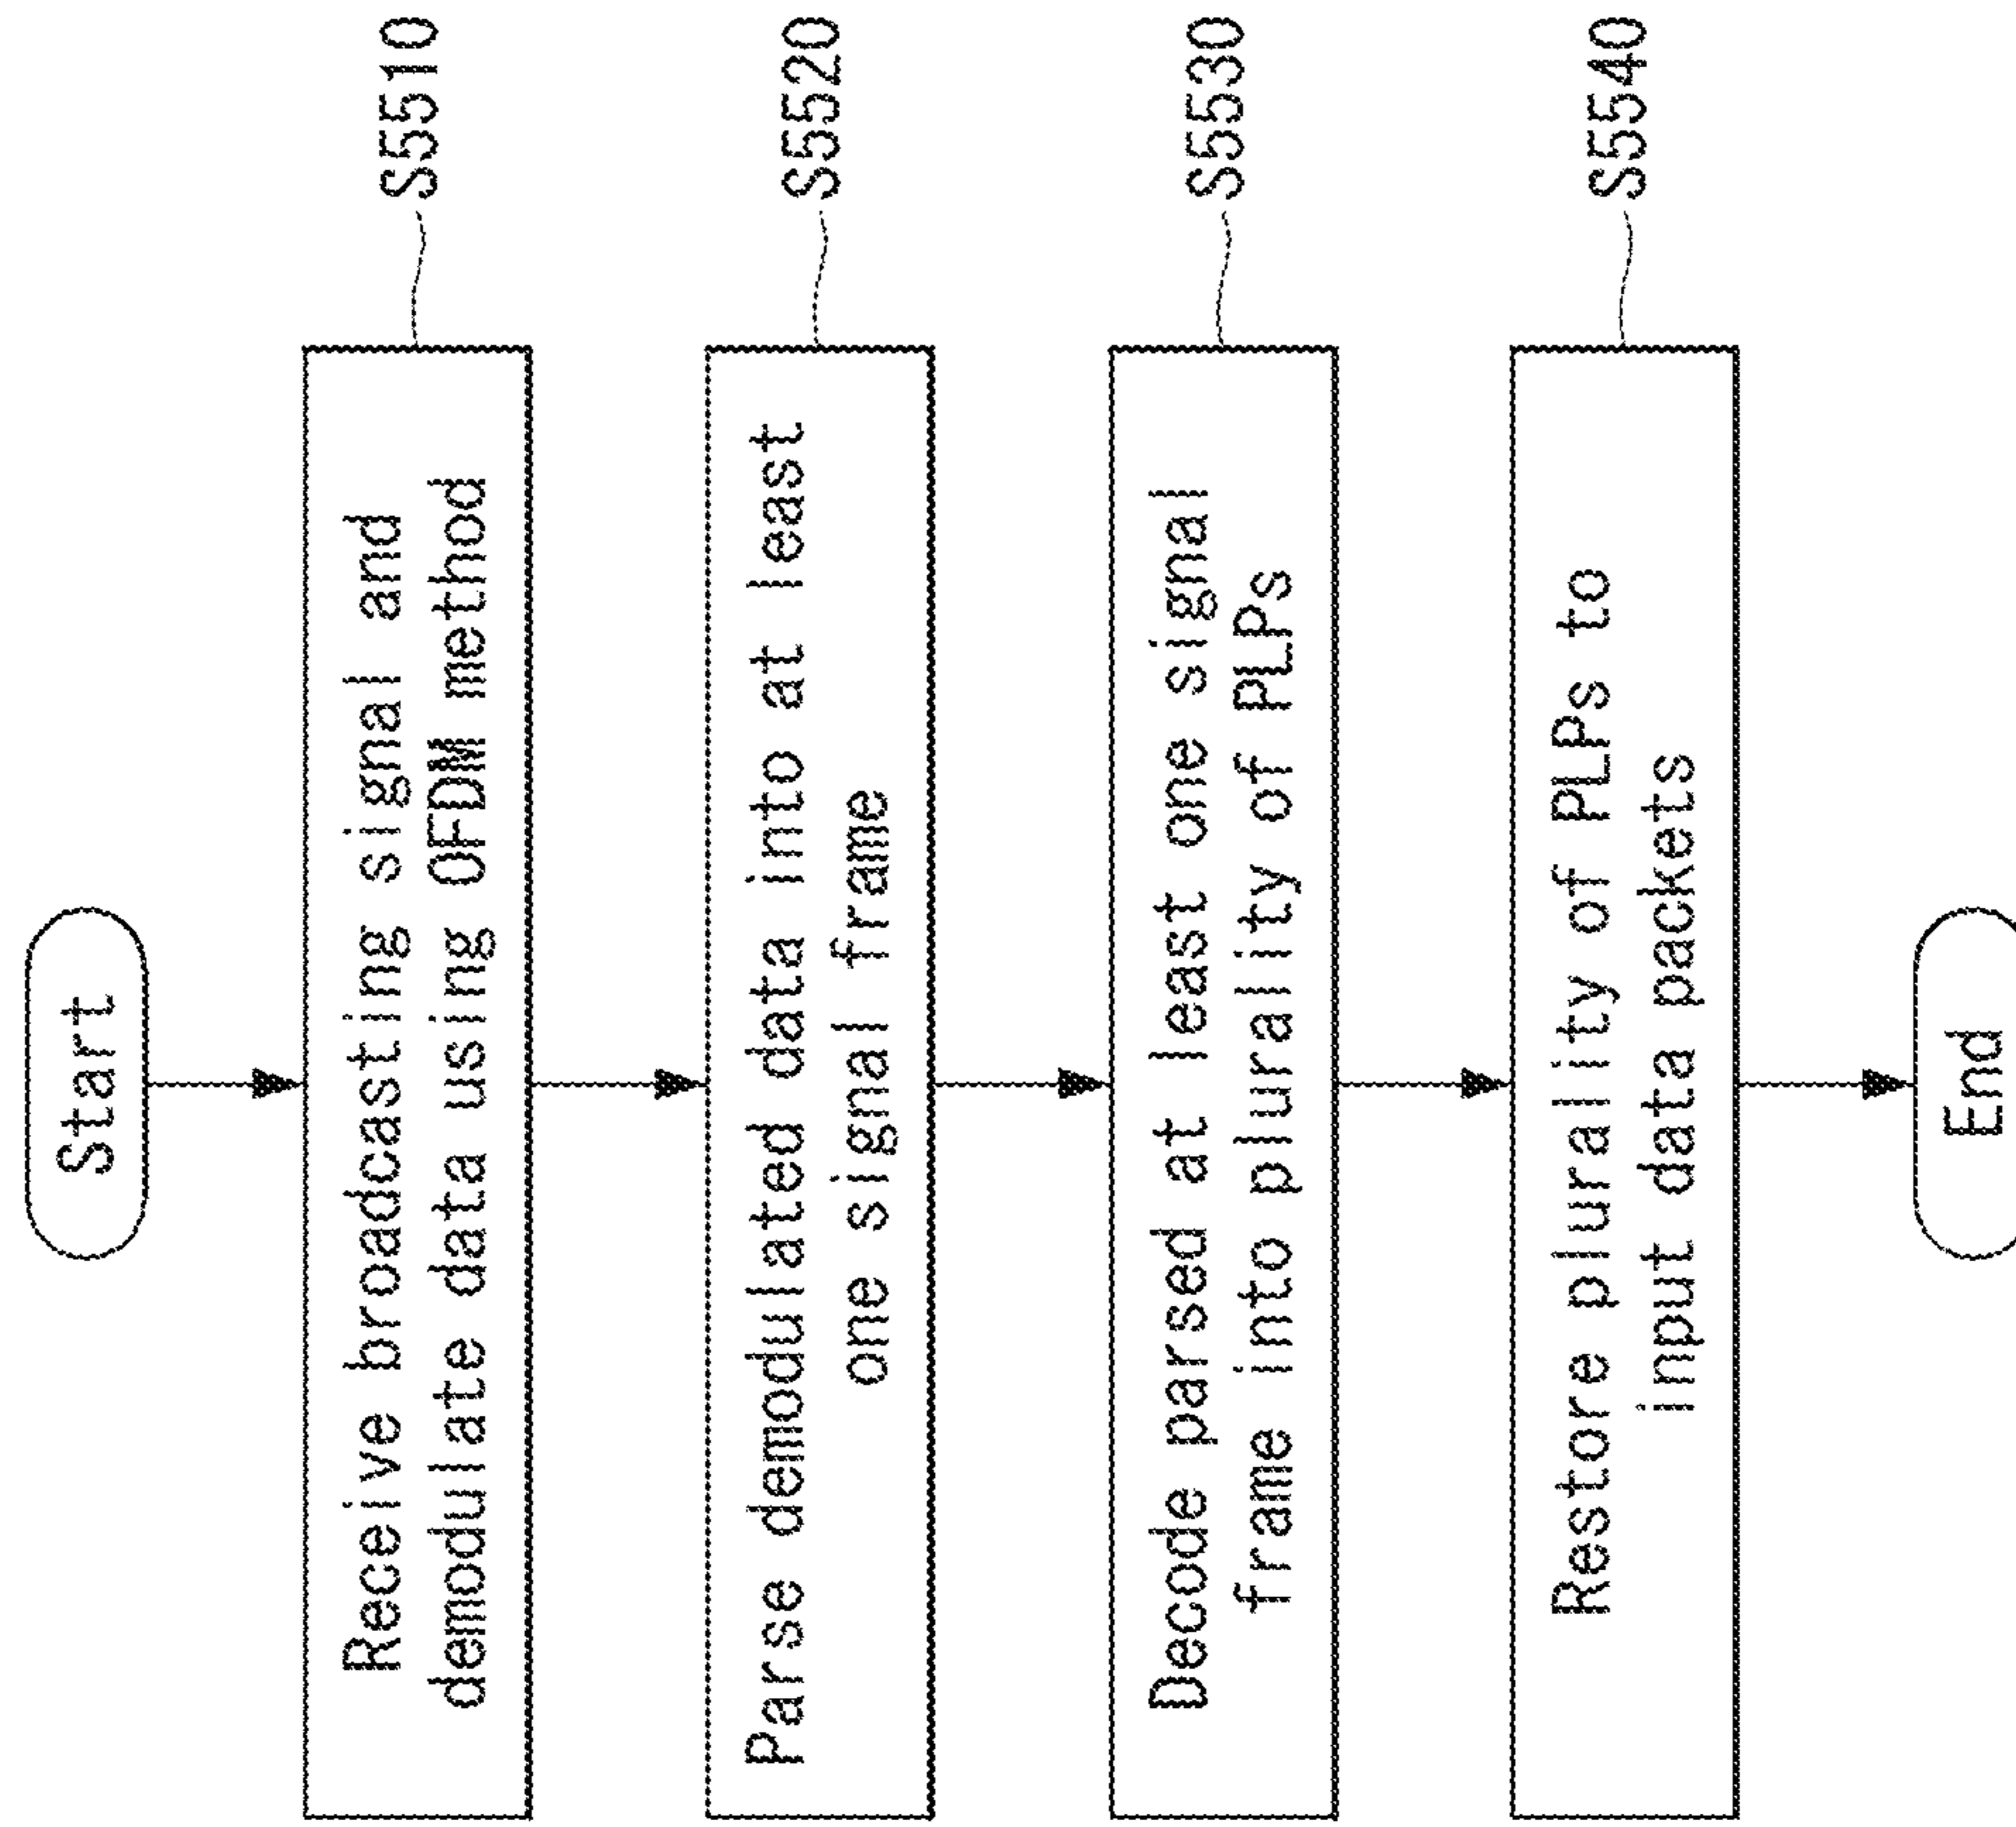 Start
Receive broadcasting signal and
demodulate data using OFDM method
S5510
Parse demodulated data into at least
one signal frame
S5520
Decode parsed at least one signal
frame into plurality of PLPs
S5530
Restore plurality of PLPs to
input data packets
S5540
End